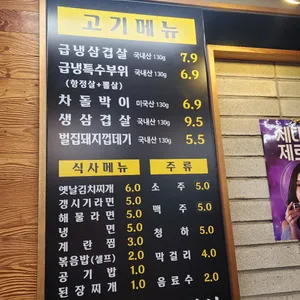 고기메뉴
급냉삼겹살 국내산 130g 7.9
급냉특수부위 국내산 130g 6.9
(항정살+뽈살)
차돌박이 미국산 130g 6.9
생삼겹살 국내산 130g 9.5
벌집돼지껍데기 국내산 130g 5.5
식사메뉴
옛날김치찌개 6.0
갱시기라면 5.0
해물라면 5.0
냉면 5.0
계란찜 3.0
볶음밥(셀프) 2.0
공기밥 1.0
된장찌개 1.0
주류
소주 5.0
맥주 5.0
청하 5.0
막걸리 4.0
음료수 2.0
제로